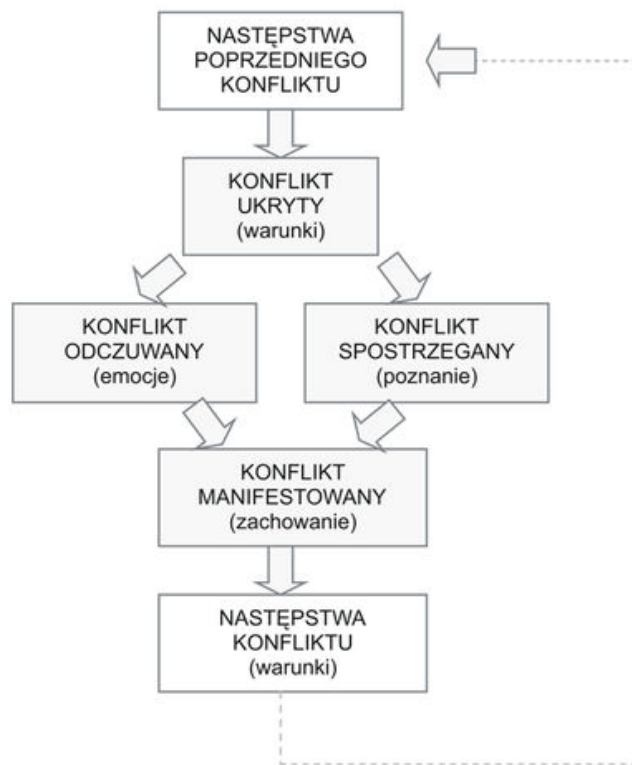 NASTĘPSTWA
POPRZEDNIEGO
KONFLIKTU
KONFLIKT
UKRYTY
(warunki)
KONFLIKT
ODCZUWANY
(emocje)
KONFLIKT
SPOSTRZEGANY
(poznanie)
KONFLIKT
MANIFESTOWANY
(zachowanie)
NASTĘPSTWA
KONFLIKTU
(warunki)